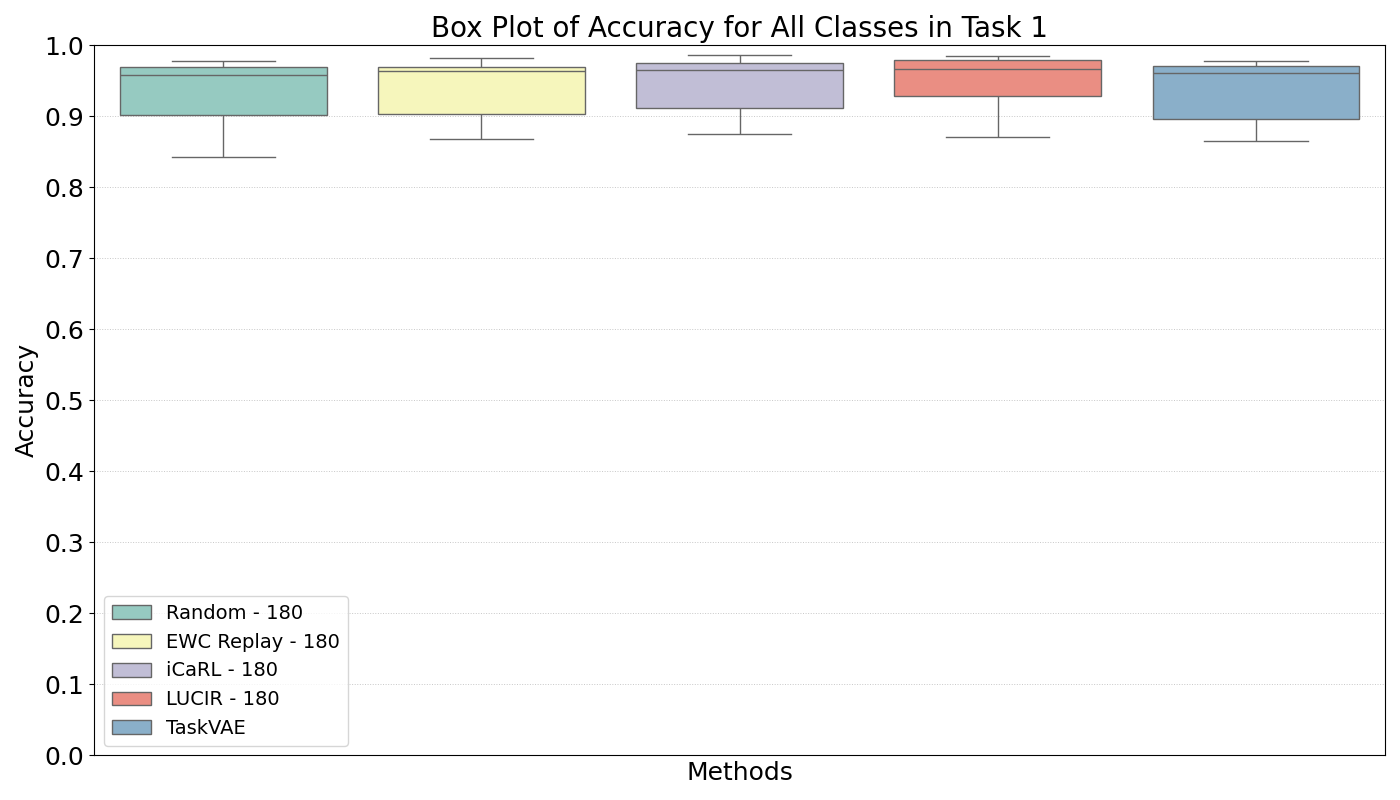 Box Plot of Accuracy for All Classes in Task 1
1.0
0.9
0.8
0.7
0.6
0.5
0.4
0.3
0.2
0.1
0.0
Accuracy
Random - 180
EWC Replay - 180
iCaRL - 180
LUCIR - 180
TaskVAE
Methods